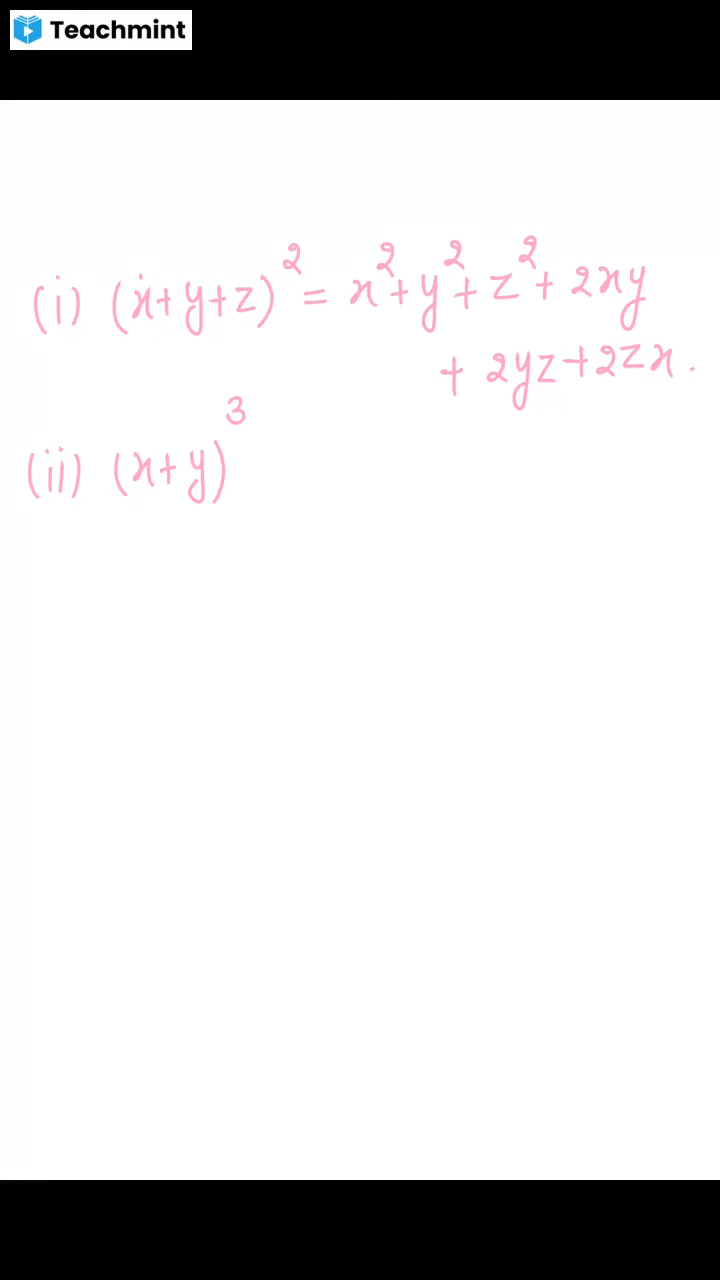 Teachmint
(i) (x+y+z)² = x²+y²+z²+2xy
+ 2yz+2zx.
(ii) (x+y)³